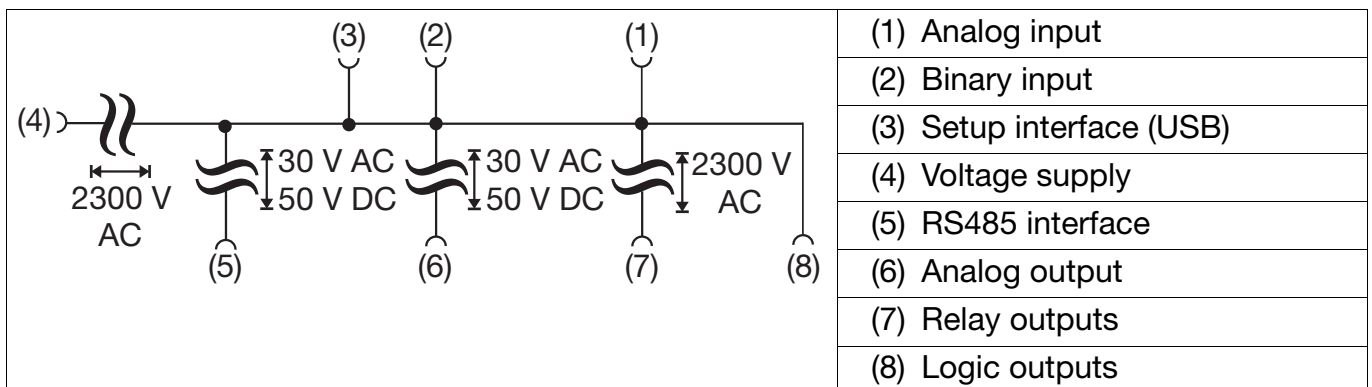 (3) (2) (1)
(4)
30 V AC 30 V AC 2300 V
2300 V 50 V DC 50 V DC AC
AC
(5) (6) (7) (8)
(1) Analog input
(2) Binary input
(3) Setup interface (USB)
(4) Voltage supply
(5) RS485 interface
(6) Analog output
(7) Relay outputs
(8) Logic outputs